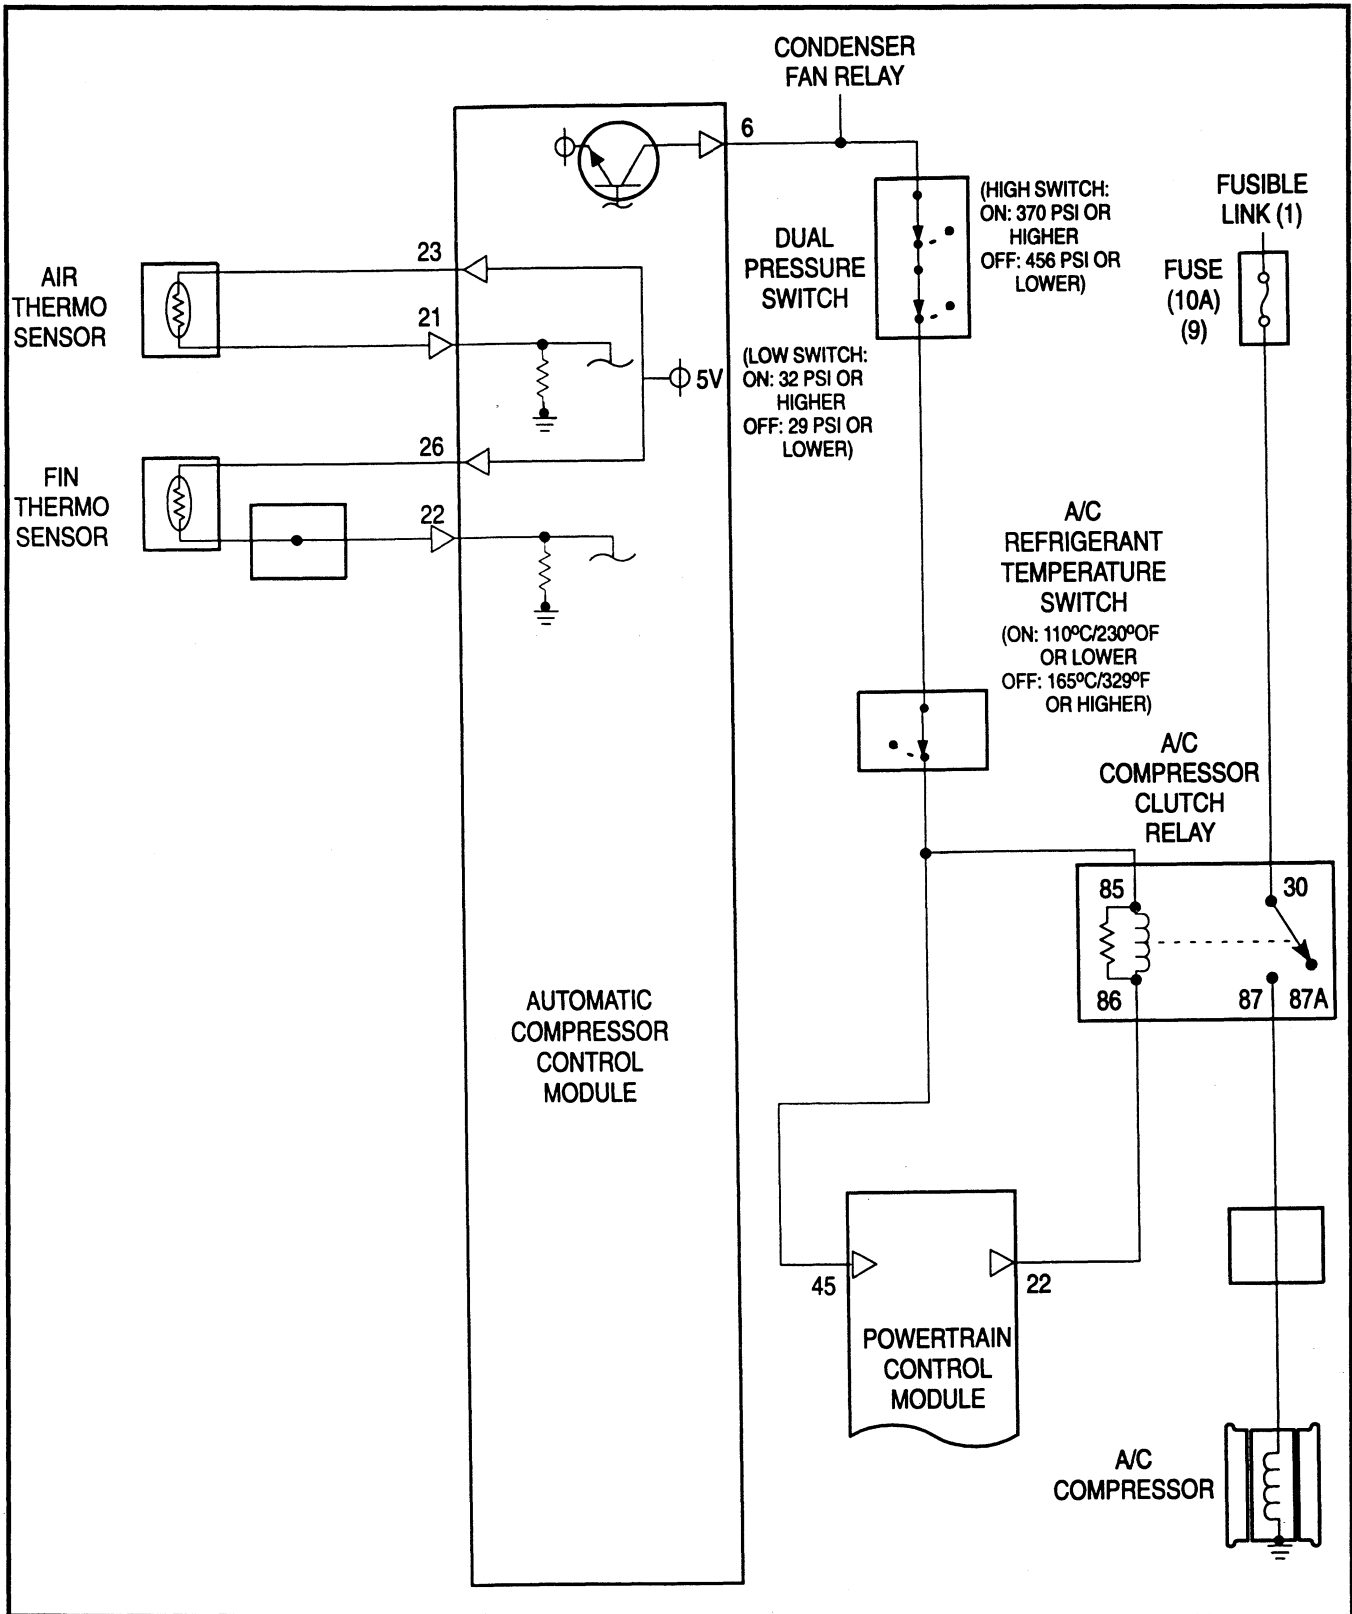 CONDENSER
FAN RELAY
6
(HIGH SWITCH:
ON: 370 PSI OR
HIGHER
OFF: 456 PSI OR
LOWER)
FUSIBLE
LINK (1)
DUAL
PRESSURE
SWITCH
FUSE
(10A)
(9)
AIR
THERMO
SENSOR
23
21
5V
(LOW SWITCH:
ON: 32 PSI OR
HIGHER
OFF: 29 PSI OR
LOWER)
FIN
THERMO
SENSOR
26
22
A/C
REFRIGERANT
TEMPERATURE
SWITCH
(ON: 110ºC/230ºOF
OR LOWER
OFF: 165ºC/329ºF
OR HIGHER)
A/C
COMPRESSOR
CLUTCH
RELAY
85
30
86
87
87A
AUTOMATIC
COMPRESSOR
CONTROL
MODULE
45
22
POWERTRAIN
CONTROL
MODULE
A/C
COMPRESSOR